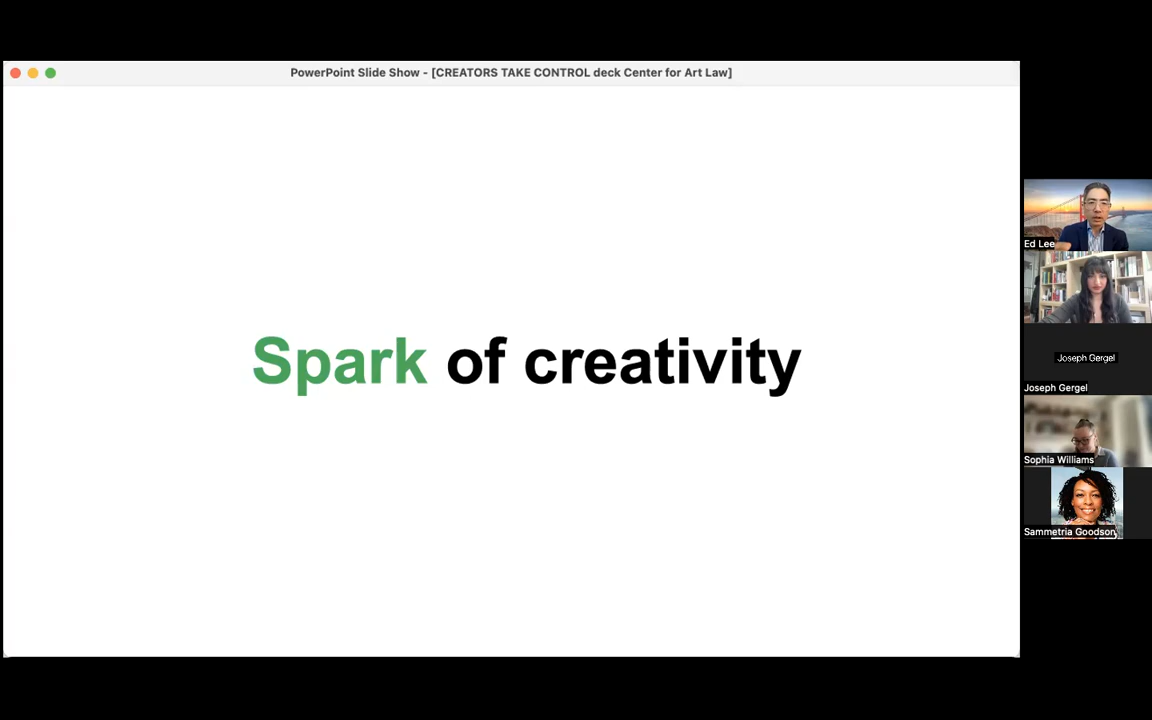 PowerPoint Slide Show - [CREATORS TAKE CONTROL deck Center for Art Law]
Spark of creativity
Ed Lee
Joseph Gergel
Joseph Gergel
Sophia Williams
Sammetria Goodson